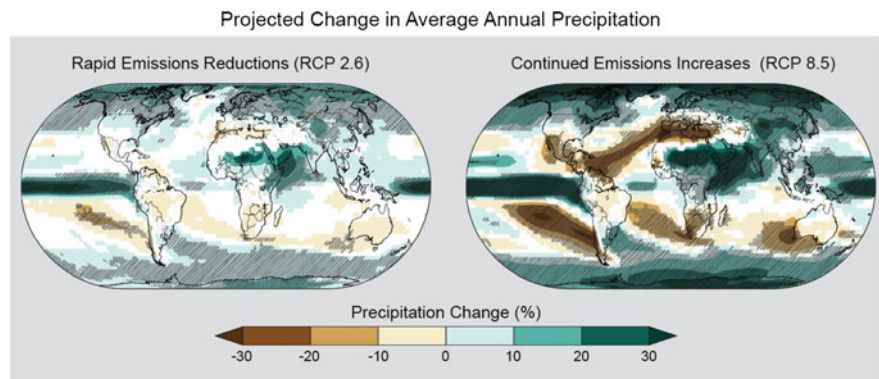 Projected Change in Average Annual Precipitation
Rapid Emissions Reductions (RCP 2.6)
Continued Emissions Increases (RCP 8.5)
Precipitation Change (%)
-30 -20 -10 0 10 20 30